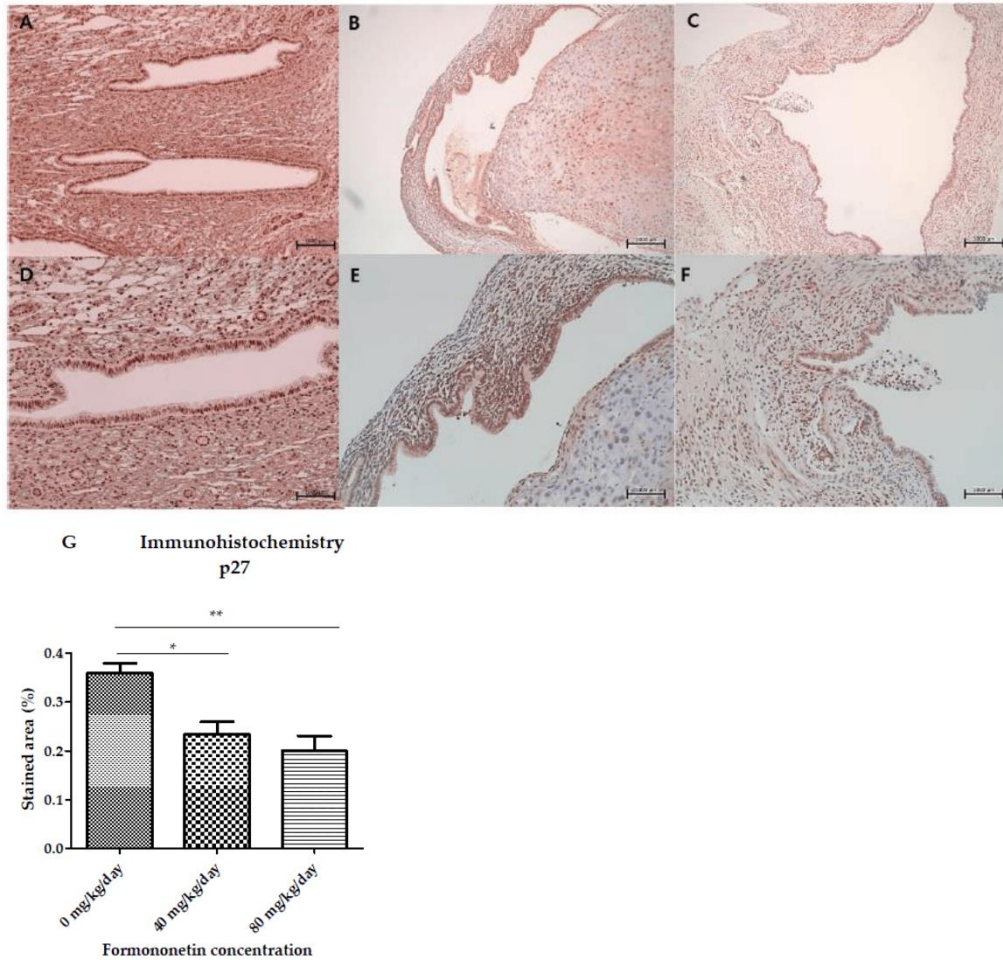 A
B
C
D
E
F
G
Immunohistochemistry
p27
**
*
0.4
0.3
0.2
0.1
0.0
Stained area (%)
0 mg/kg/day
40 mg/kg/day
80 mg/kg/day
Formononetin concentration